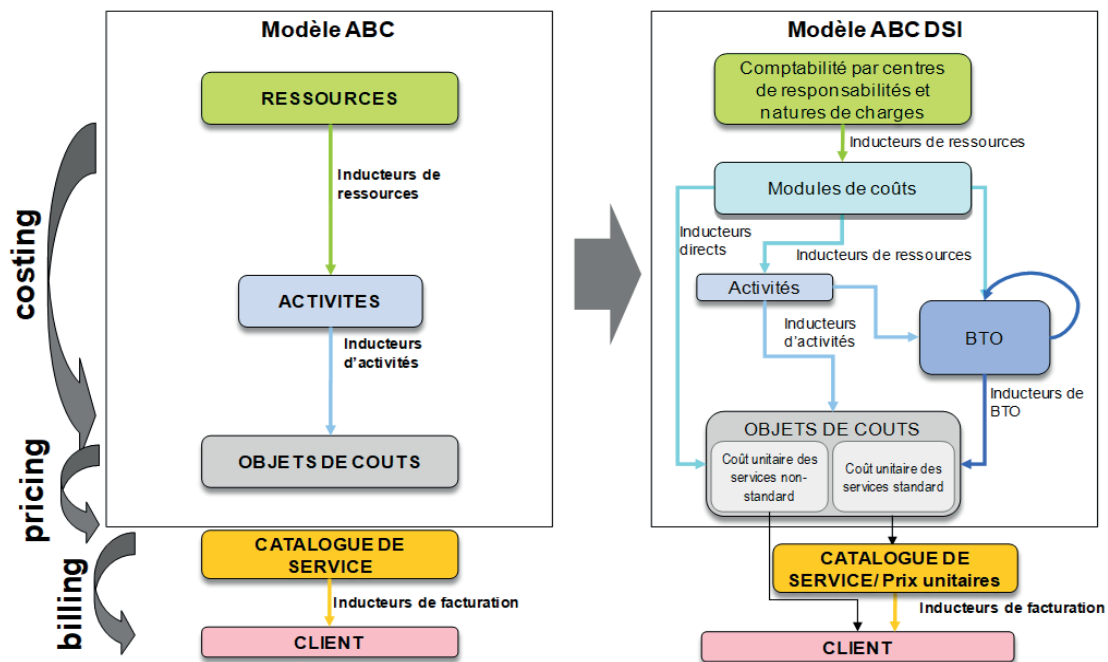 Modèle ABC
RESSOURCES
Inducteurs de
ressources
ACTIVITES
Inducteurs
d’activités
OBJETS DE COUTS
CATALOGUE DE
SERVICE
Inducteurs de facturation
CLIENT
costing
pricing
billing
Modèle ABC DSI
Comptabilité par centres
de responsabilités et
natures de charges
Inducteurs de ressources
Modules de coûts
Inducteurs
directs
Inducteurs de ressources
Activités
Inducteurs
d’activités
BTO
Inducteurs de
BTO
OBJETS DE COUTS
Coût unitaire des
services non-
standard
Coût unitaire des
services standard
CATALOGUE DE
SERVICE/ Prix unitaires
Inducteurs de facturation
CLIENT